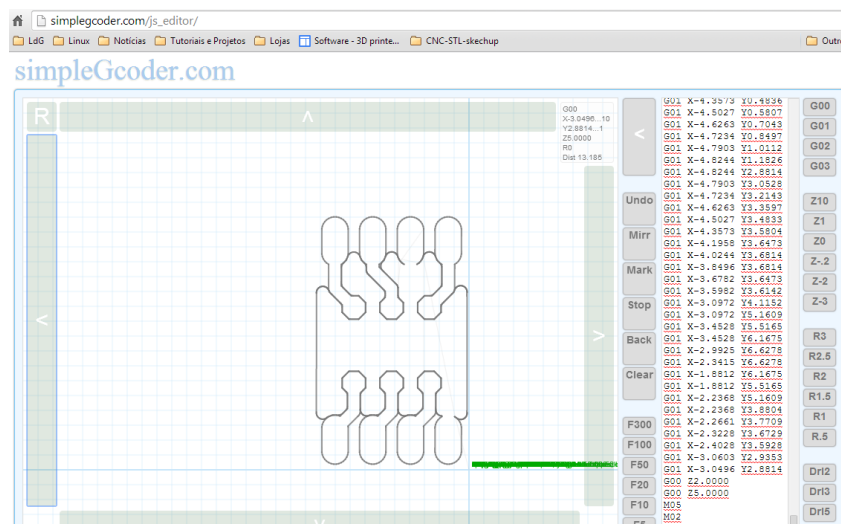 simplegcoder.com/js_editor/
LdG Linux Notícias Tutoriais e Projetos Lojas Software - 3D printe... CNC-STL-skechup Outro
simpleGcoder.com
R
^
G00
X-3.0496...10
Y2.8814...1
Z5.0000
R0
Dist 13.185
<
<
>
Undo
Mirr
Mark
Stop
Back
Clear
F300
F100
F50
F20
F10
F5
G01 X-4.3573 Y0.4836
G01 X-4.5027 Y0.5807
G01 X-4.6263 Y0.7043
G01 X-4.7234 Y0.8497
G01 X-4.7903 Y1.0112
G01 X-4.8244 Y1.1826
G01 X-4.8244 Y2.8814
G01 X-4.7903 Y3.0528
G01 X-4.7234 Y3.2143
G01 X-4.6263 Y3.3597
G01 X-4.5027 Y3.4833
G01 X-4.3573 Y3.5804
G01 X-4.1958 Y3.6473
G01 X-4.0244 Y3.6814
G01 X-3.8496 Y3.6814
G01 X-3.6782 Y3.6473
G01 X-3.5982 Y3.6142
G01 X-3.0972 Y4.1152
G01 X-3.0972 Y5.1609
G01 X-3.4528 Y5.5165
G01 X-3.4528 Y6.1675
G01 X-2.9925 Y6.6278
G01 X-2.3415 Y6.6278
G01 X-1.8812 Y6.1675
G01 X-1.8812 Y5.5165
G01 X-2.2368 Y5.1609
G01 X-2.2368 Y3.8804
G01 X-2.2661 Y3.7709
G01 X-2.3228 Y3.6729
G01 X-2.4028 Y3.5928
G01 X-3.0603 Y2.9353
G01 X-3.0496 Y2.8814
G00 Z2.0000
G00 Z5.0000
M05
M02
G00
G01
G02
G03
Z10
Z1
Z0
Z-.2
Z-2
Z-3
R3
R2.5
R2
R1.5
R1
R.5
Drl2
Drl3
Drl5